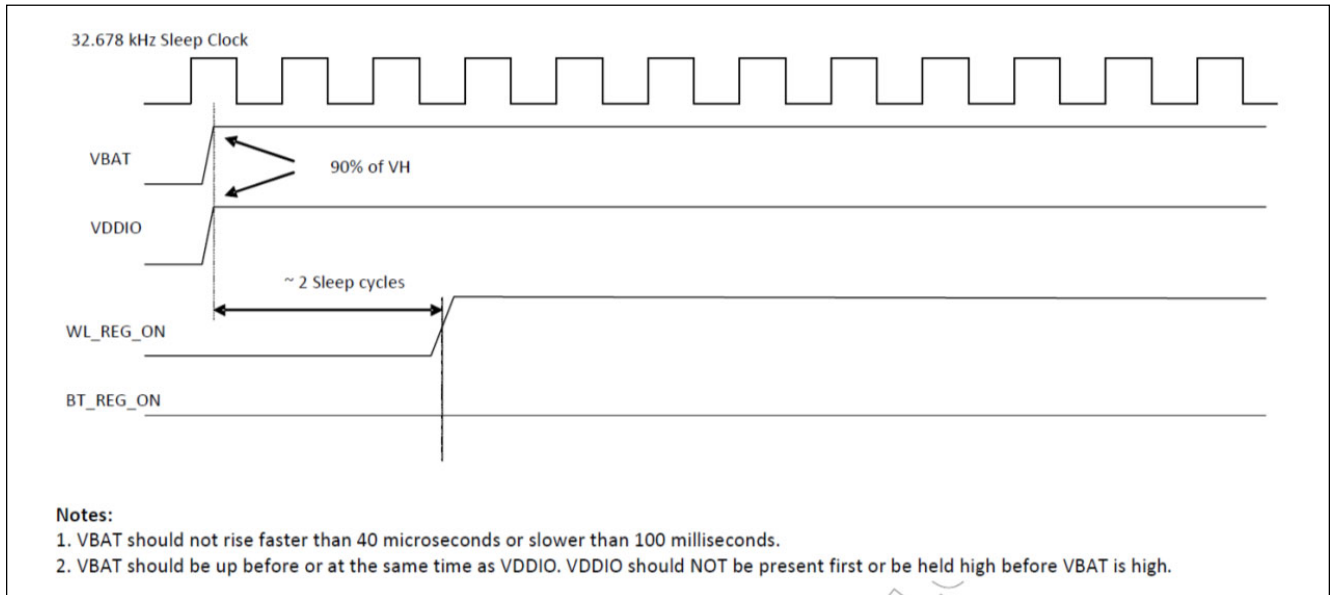 32.678 kHz Sleep Clock
VBAT
90% of VH
VDDIO
~ 2 Sleep cycles
WL_REG_ON
BT_REG_ON
Notes:
1. VBAT should not rise faster than 40 microseconds or slower than 100 milliseconds.
2. VBAT should be up before or at the same time as VDDIO. VDDIO should NOT be present first or be held high before VBAT is high.